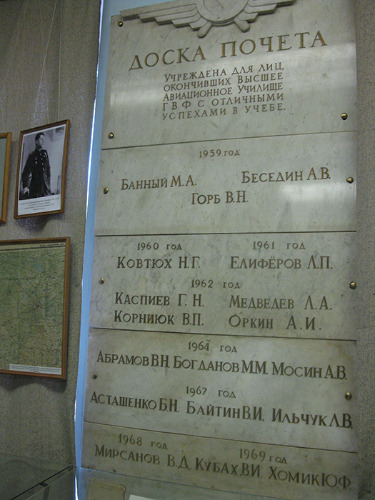 ДОСКА ПОЧЕТА
УЧРЕЖДЕНА ДЛЯ ЛИЦ,
ОКОНЧИВШИХ ВЫСШЕЕ
АВИАЦИОННОЕ УЧИЛИЩЕ
ГВФ С ОТЛИЧНЫМИ
УСПЕХАМИ В УЧЕБЕ.
1959 ГОД
БАННЫЙ М.А. БЕСЕДИН А.В.
ГОРБ В.Н.
1960 ГОД 1961 ГОД
КОВТЮХ Н.Г. ЕЛИФЁРОВ Л.П.
1962 ГОД
КАСПИЕВ Г.Н. МЕДВЕДЕВ Л.А.
КОРНИЮК В.П. ОРКИН А.И.
1964 ГОД
АБРАМОВ В.Н. БОГДАНОВ М.М. МОСИН А.В.
1967 ГОД
АСТАШЕНКО Б.Н. БАЙТИН В.И. ИЛЬЧУК Л.В.
1968 ГОД 1969 ГОД
МИРСАНОВ В.Д. КУБАХ В.И. ХОМИК Ю.Ф.